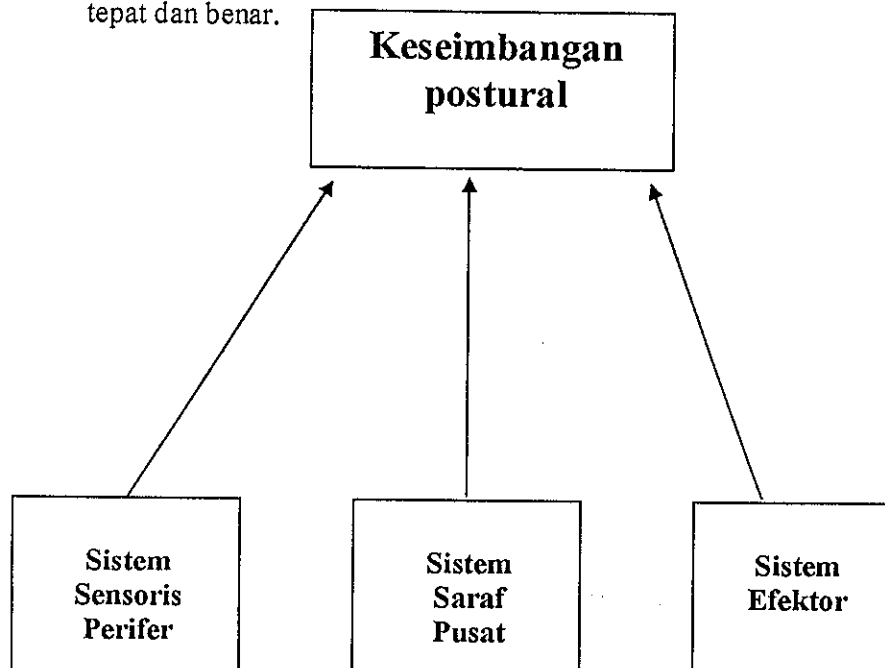 tepat dan benar.
Keseimbangan
postural
Sistem
Sensoris
Perifer
Sistem
Saraf
Pusat
Sistem
Efektor